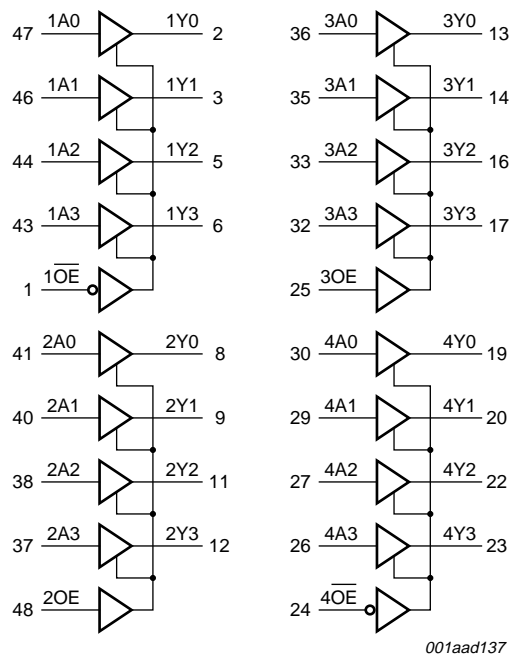 47 1A0 1Y0 2
46 1A1 1Y1 3
44 1A2 1Y2 5
43 1A3 1Y3 6
1 1O̅E̅
36 3A0 3Y0 13
35 3A1 3Y1 14
33 3A2 3Y2 16
32 3A3 3Y3 17
25 3OE
41 2A0 2Y0 8
40 2A1 2Y1 9
38 2A2 2Y2 11
37 2A3 2Y3 12
48 2OE
30 4A0 4Y0 19
29 4A1 4Y1 20
27 4A2 4Y2 22
26 4A3 4Y3 23
24 4O̅E̅
001aad137